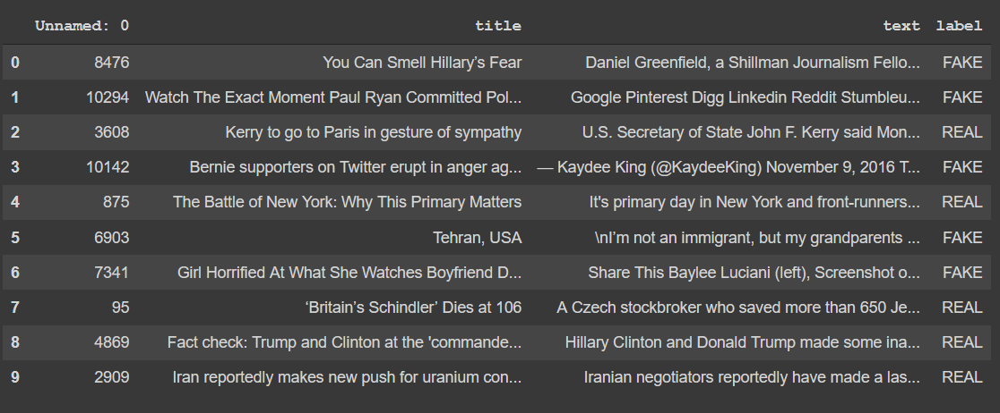 Unnamed: 0 title text label
0 8476 You Can Smell Hillary’s Fear Daniel Greenfield, a Shillman Journalism Fello... FAKE
1 10294 Watch The Exact Moment Paul Ryan Committed Pol... Google Pinterest Digg Linkedin Reddit Stumbleu... FAKE
2 3608 Kerry to go to Paris in gesture of sympathy U.S. Secretary of State John F. Kerry said Mon... REAL
3 10142 Bernie supporters on Twitter erupt in anger ag... — Kaydee King (@KaydeeKing) November 9, 2016 T... FAKE
4 875 The Battle of New York: Why This Primary Matters It's primary day in New York and front-runners... REAL
5 6903 Tehran, USA \nI’m not an immigrant, but my grandparents ... FAKE
6 7341 Girl Horrified At What She Watches Boyfriend D... Share This Baylee Luciani (left), Screenshot o... FAKE
7 95 ‘Britain’s Schindler’ Dies at 106 A Czech stockbroker who saved more than 650 Je... REAL
8 4869 Fact check: Trump and Clinton at the 'commande... Hillary Clinton and Donald Trump made some ina... REAL
9 2909 Iran reportedly makes new push for uranium con... Iranian negotiators reportedly have made a las... REAL